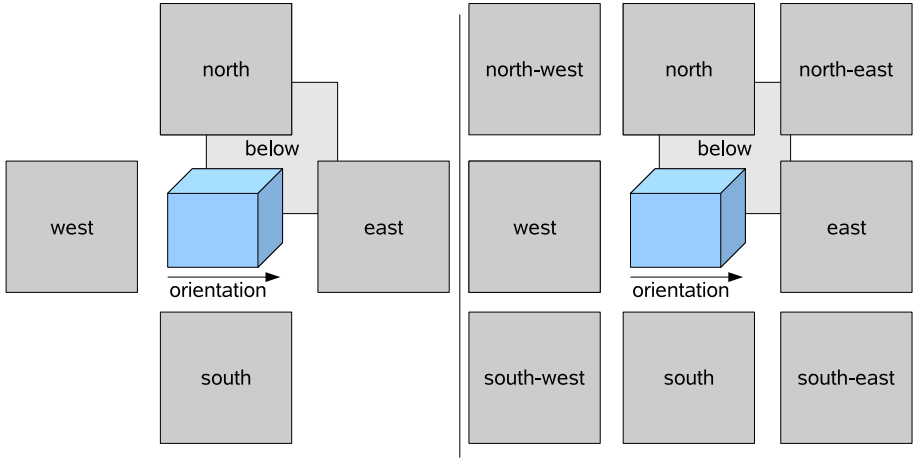 north
below
west
east
orientation
south
north-west
north
north-east
below
west
east
orientation
south-west
south
south-east